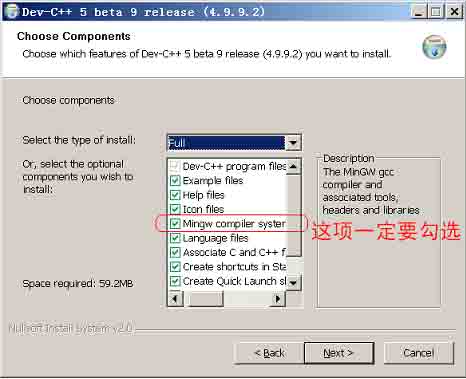 Dev-C++ 5 beta 9 release (4.9.9.2)
Choose Components
Choose which features of Dev-C++ 5 beta 9 release (4.9.9.2) you want to install.
Choose components
Select the type of install:
Full
Or, select the optional
components you wish to
install:
Dev-C++ program files
Example files
Help files
Icon files
Mingw compiler syster
Language files
Associate C and C++ f
Create shortcuts in Sta
Create Quick Launch sh
Description
The MinGW gcc
compiler and
associated tools,
headers and libraries
这项一定要勾选
Space required: 59.2MB
Nullsoft Install System v2.0
< Back
Next >
Cancel